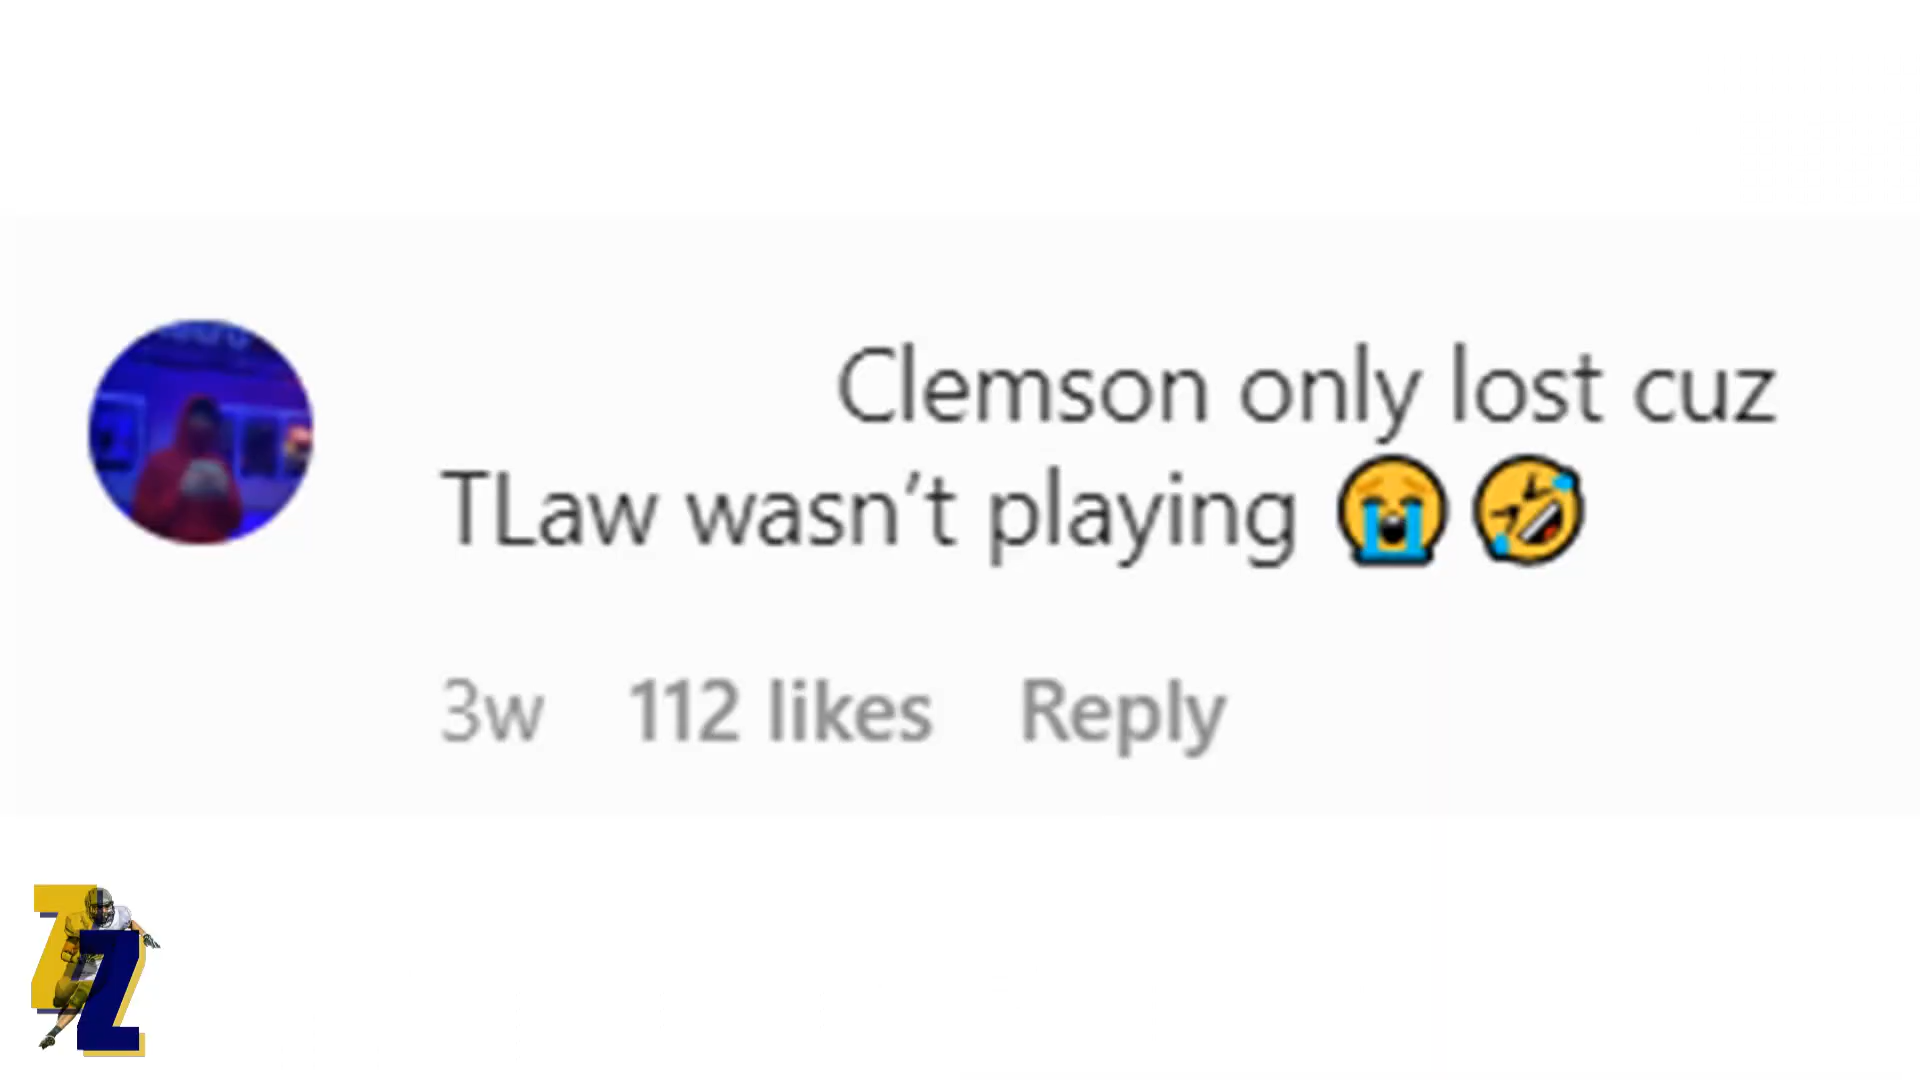 Clemson only lost cuz
TLaw wasn't playing 😭🤣
3w 112 likes Reply
Z
Z